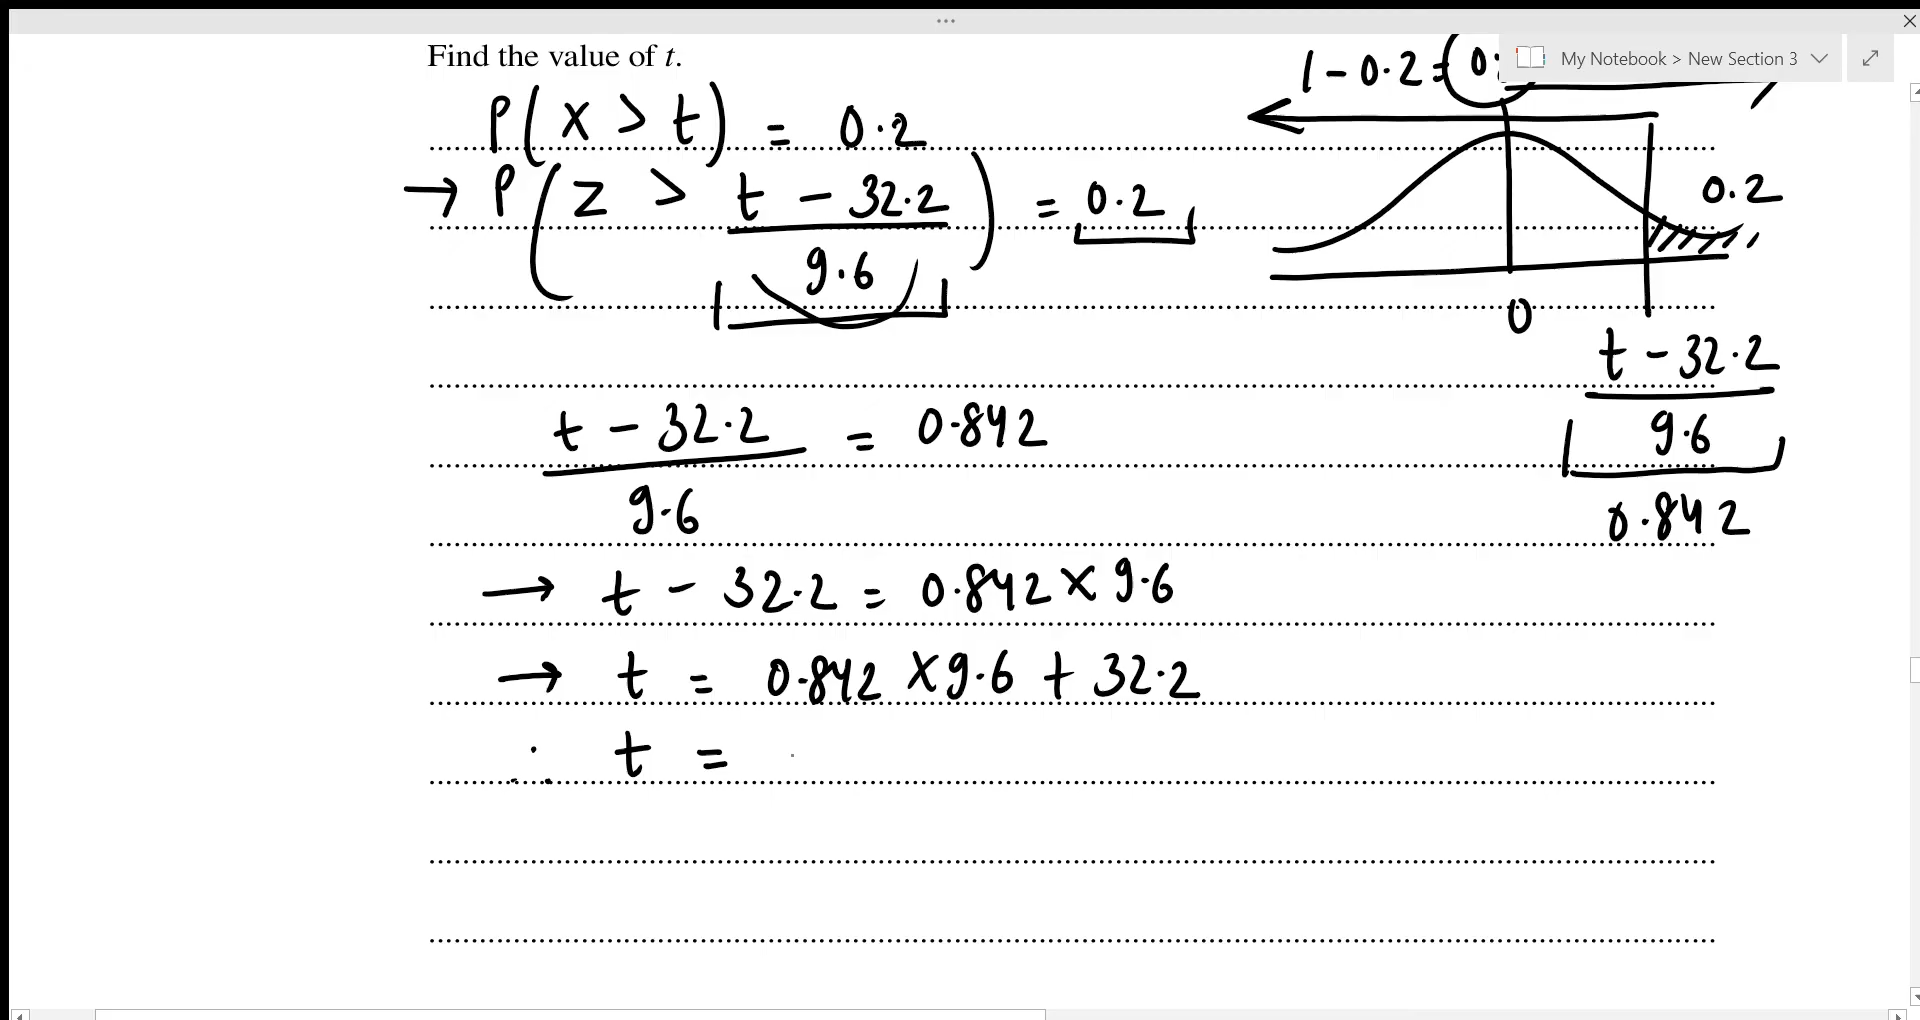 Find the value of t.
My Notebook > New Section 3
1 - 0.2 = 0.
P(X > t) = 0.2
→ P(Z > t - 32.2 / 9.6) = 0.2
0.2
0
t - 32.2
9.6
0.842
t - 32.2 / 9.6 = 0.842
→ t - 32.2 = 0.842 × 9.6
→ t = 0.842 × 9.6 + 32.2
∴ t =